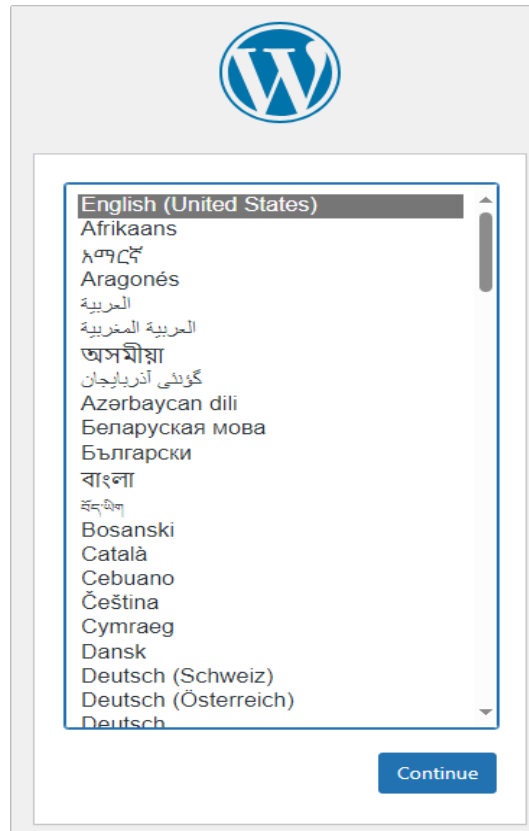 English (United States)
Afrikaans
አማርኛ
Aragonés
العربية
العربية المغربية
অসমীয়া
گؤنئی آذربایجان
Azərbaycan dili
Беларуская мова
Български
বাংলা
བོད་ཡིག
Bosanski
Català
Cebuano
Čeština
Cymraeg
Dansk
Deutsch (Schweiz)
Deutsch (Österreich)
Deutsch
Continue